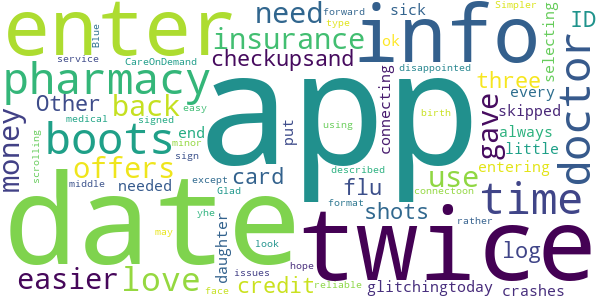 enter
info
doctor
need
forward
sick
Simpler
type
ok
selecting
ID
Blue
insurance
CareOnDemand
service
checkupsand
pharmacy
connecting
disappointed
three
every
Other
back
app
gave
skipped
money
medical
signed
easy
put
using
birth
always
little
boots
end
minor
scrolling
sign
offers
described
entering
card
use
time
middle
needed
except
Glad
flu
connectoon
rather
date
yhe
daughter
format
shots
twice
log
may
look
easier
love
issues
hope
reliable
credit
face
glitchingtoday
crashes